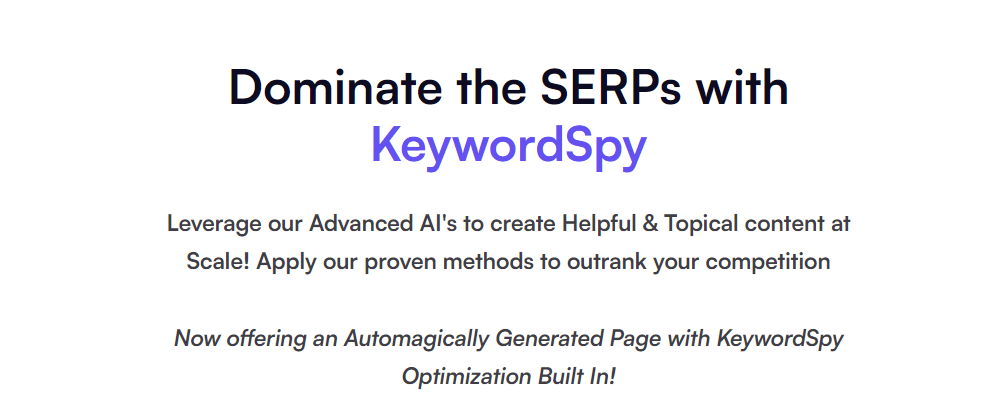 Dominate the SERPs with
KeywordSpy
Leverage our Advanced AI's to create Helpful & Topical content at
Scale! Apply our proven methods to outrank your competition
Now offering an Automagically Generated Page with KeywordSpy
Optimization Built In!